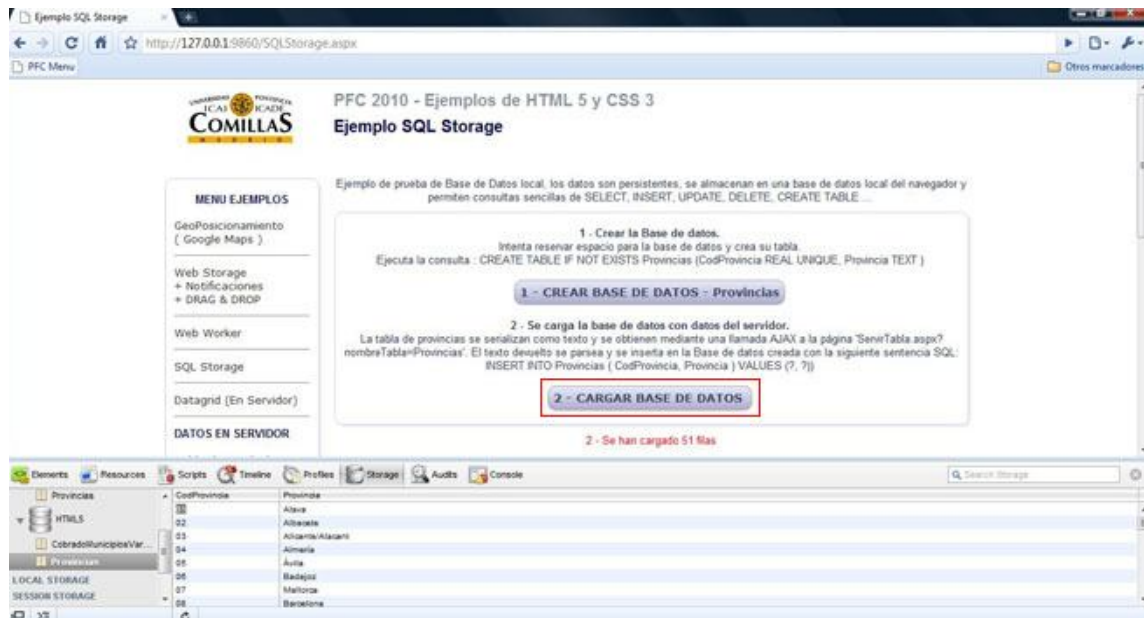 Ejemplo SQL Storage
http://127.0.0.1:9860/SQLStorage.aspx
PFC Menu
Otros marcadores
UNIVERSIDAD PONTIFICIA
ICAI ICADE
COMILLAS
MADRID
PFC 2010 - Ejemplos de HTML 5 y CSS 3
Ejemplo SQL Storage
Ejemplo de prueba de Base de Datos local, los datos son persistentes, se almacenan en una base de datos local del navegador y
permiten consultas sencillas de SELECT, INSERT, UPDATE, DELETE, CREATE TABLE ...
MENU EJEMPLOS
GeoPosicionamiento
( Google Maps )
Web Storage
+ Notificaciones
+ DRAG & DROP
Web Worker
SQL Storage
Datagrid (En Servidor)
DATOS EN SERVIDOR
1 - Crear la Base de datos.
Intenta reservar espacio para la base de datos y crea su tabla.
Ejecuta la consulta : CREATE TABLE IF NOT EXISTS Provincias (CodProvincia REAL UNIQUE, Provincia TEXT )
1 - CREAR BASE DE DATOS - Provincias
2 - Se carga la base de datos con datos del servidor.
La tabla de provincias se serializan como texto y se obtienen mediante una llamada AJAX a la página 'ServirTabla.aspx?
nombreTabla=Provincias'. El texto devuelto se parsea y se inserta en la Base de datos creada con la siguiente sentencia SQL:
INSERT INTO Provincias ( CodProvincia, Provincia ) VALUES (?, ?))
2 - CARGAR BASE DE DATOS
2 - Se han cargado 51 filas
Elements Resources Scripts Timeline Profiles Storage Audits Console Search Storage
Provincias
HTML5
CobradoMunicipiosVar...
Provincias
LOCAL STORAGE
SESSION STORAGE
CodProvincia Provincia
Álava
02 Albacete
03 Alicante/Alacant
04 Almería
05 Ávila
06 Badajoz
07 Mallorca
08 Barcelona